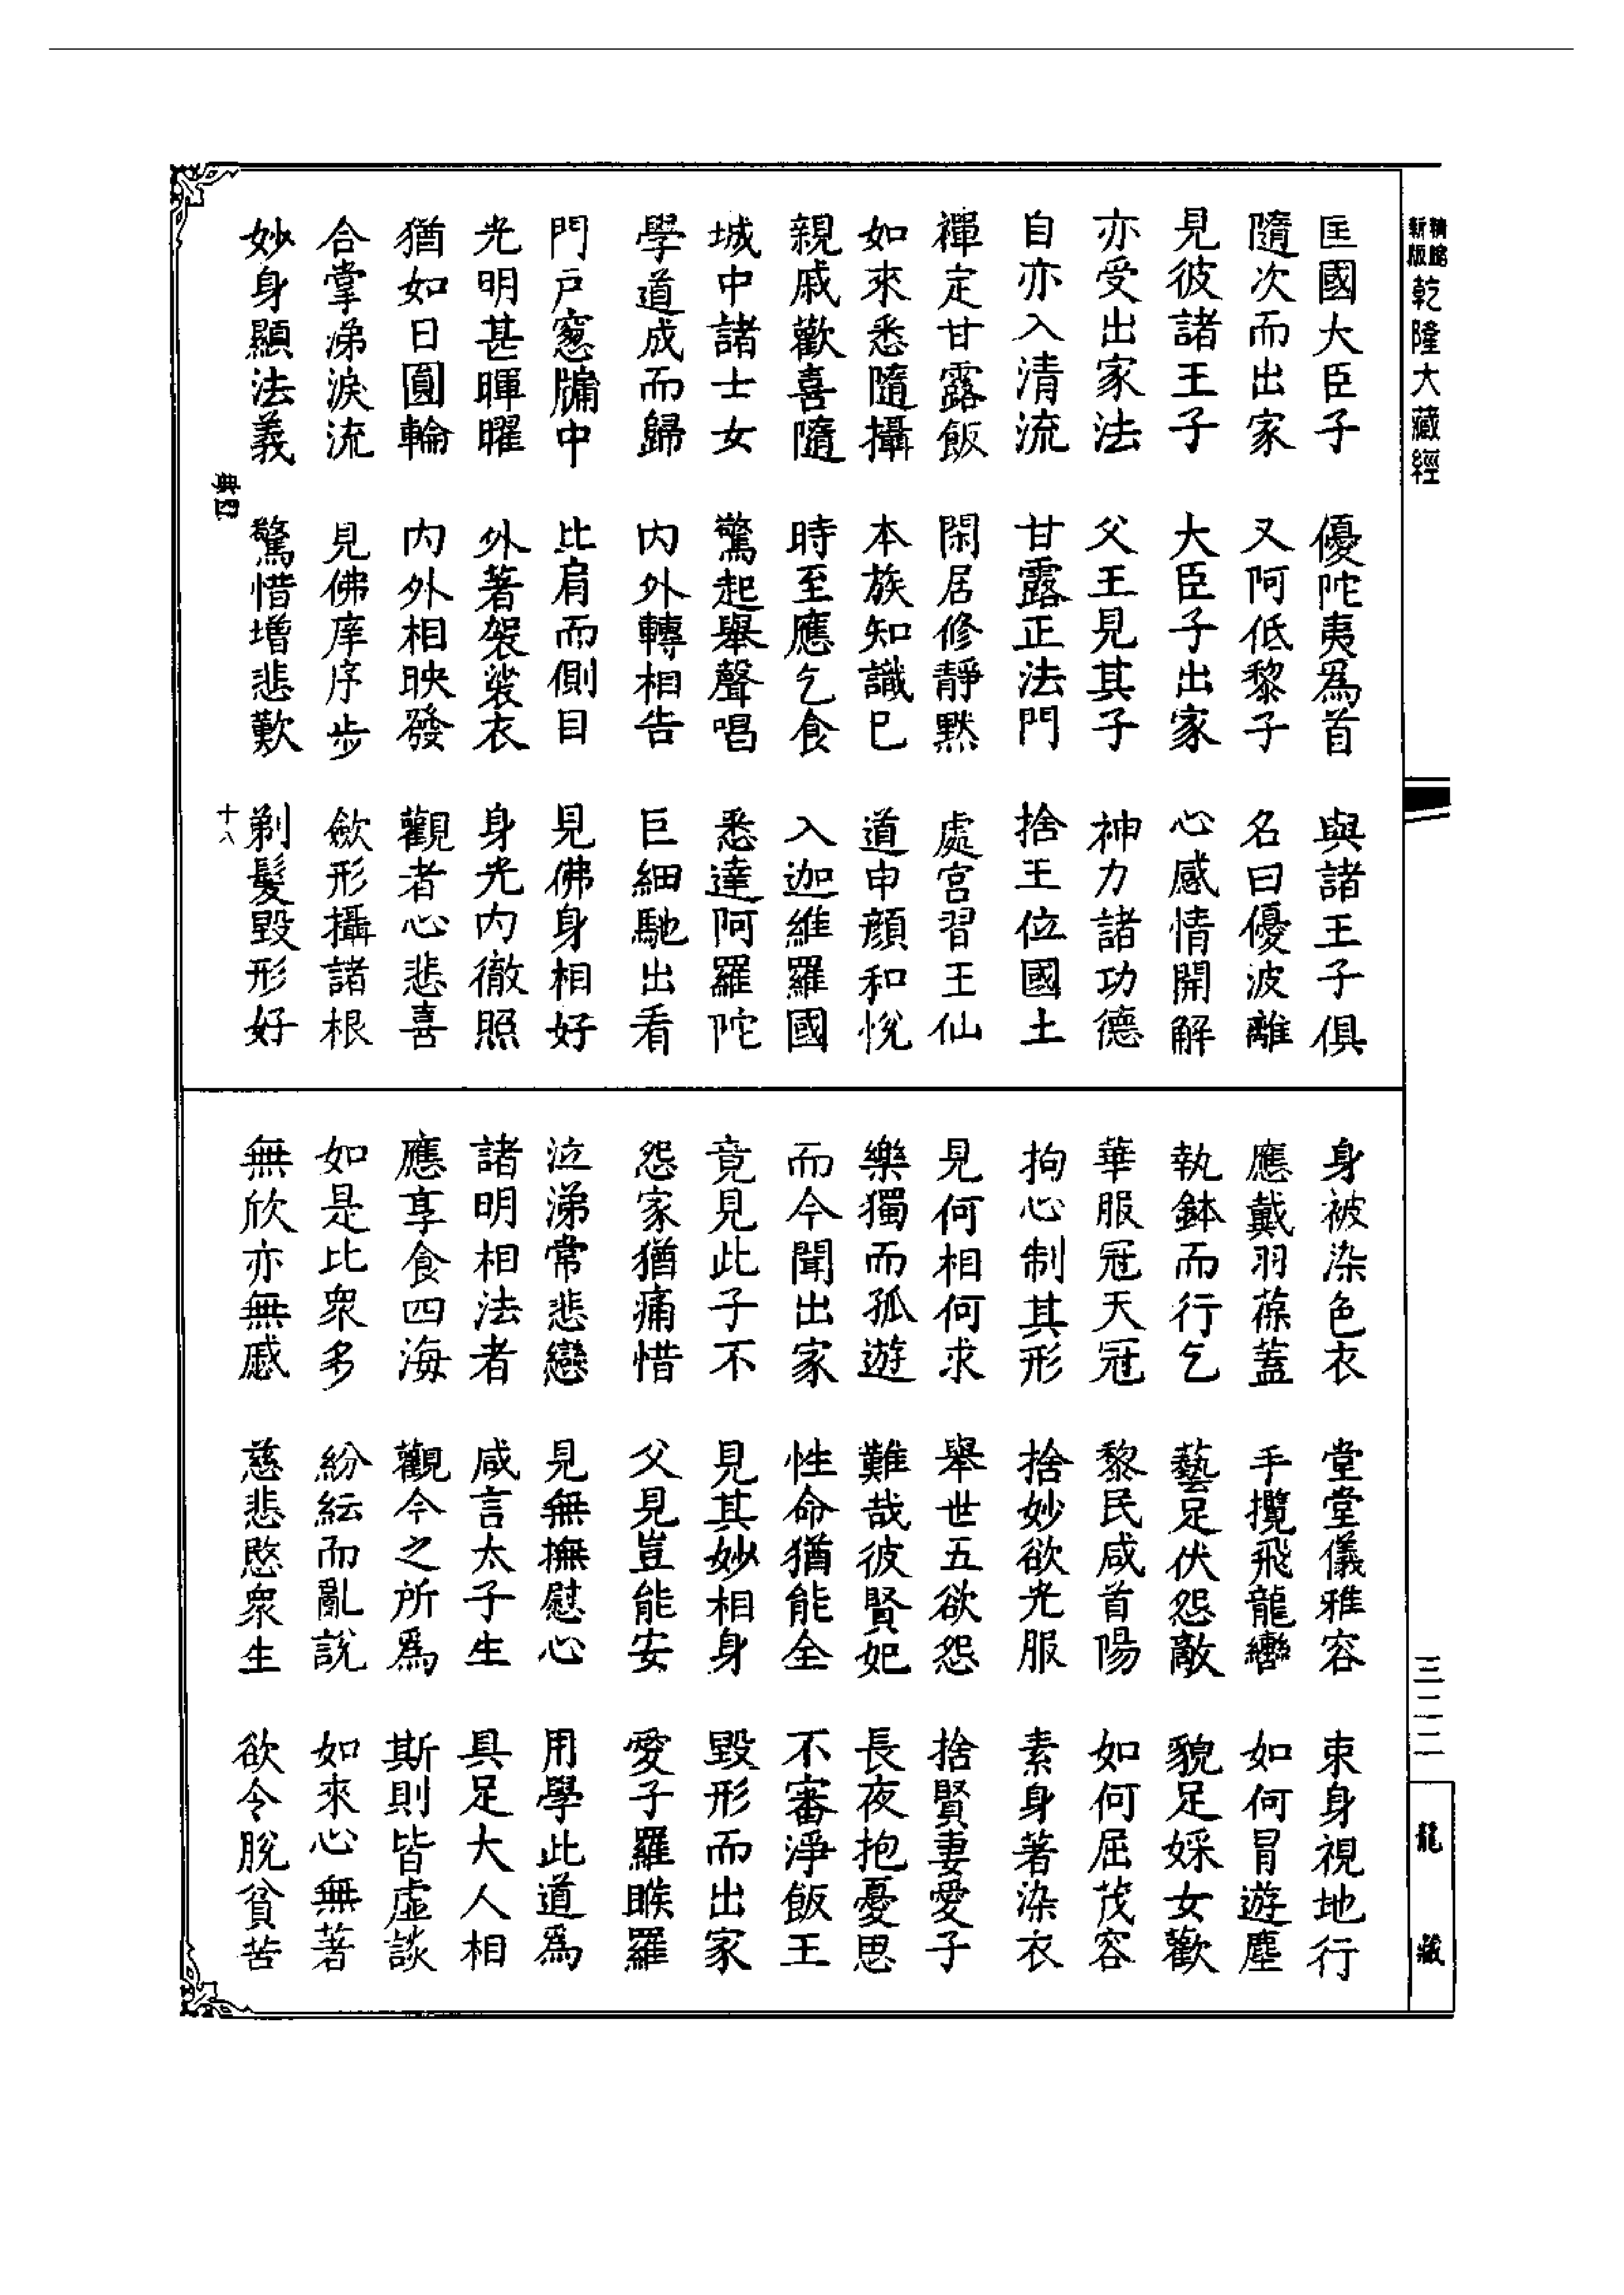 新版精縮乾隆大藏經
匡國大臣子　優陀夷爲首　與諸王子俱
隨次而出家　又阿低黎子　名曰優波離
見彼諸王子　大臣子出家　心感情開解
亦受出家法　父王見其子　神力諸功德
自亦入清流　甘露正法門　捨王位國土
禪定甘露飯　閑居修靜默　處宮習王仙
如來悉隨攝　本族知識已　道申顔和悅
親戚歡喜隨　時至應乞食　入迦維羅國
城中諸士女　驚起舉聲唱　悉達阿羅陀
學道成而歸　內外轉相告　巨細馳出看
門戶窻牖中　比肩而側目　見佛身相好
光明甚暉曜　外著袈裟衣　身光內徹照
猶如日圓輪　內外相映發　觀者心悲喜
合掌涕淚流　見佛庠序步　斂形攝諸根
妙身顯法義　驚惜增悲歎　剃髮毀形好
典四　十八
身被染色衣　堂堂儀雅容　束身視地行
應戴羽葆蓋　手攬飛龍轡　如何冒遊塵
執鉢而行乞　藝足伏怨敵　貌足婇女歡
華服冠天冠　黎民咸首陽　如何屈茂容
拘心制其形　捨妙欲光服　素身著染衣
見何相何求　舉世五欲怨　捨賢妻愛子
樂獨而孤遊　難哉彼賢妃　長夜抱憂思
而今聞出家　性命猶能全　不審淨飯王
竟見此子不　見其妙相身　毀形而出家
怨家猶痛惜　父見豈能安　愛子羅睺羅
泣涕常悲戀　見無撫慰心　用學此道爲
諸明相法者　咸言太子生　具足大人相
應享食四海　觀今之所爲　斯則皆虛談
如是比衆多　紛紜而亂說　如來心無著
無欣亦無慼　慈悲愍衆生　欲令脫貧苦
三二二
龍藏